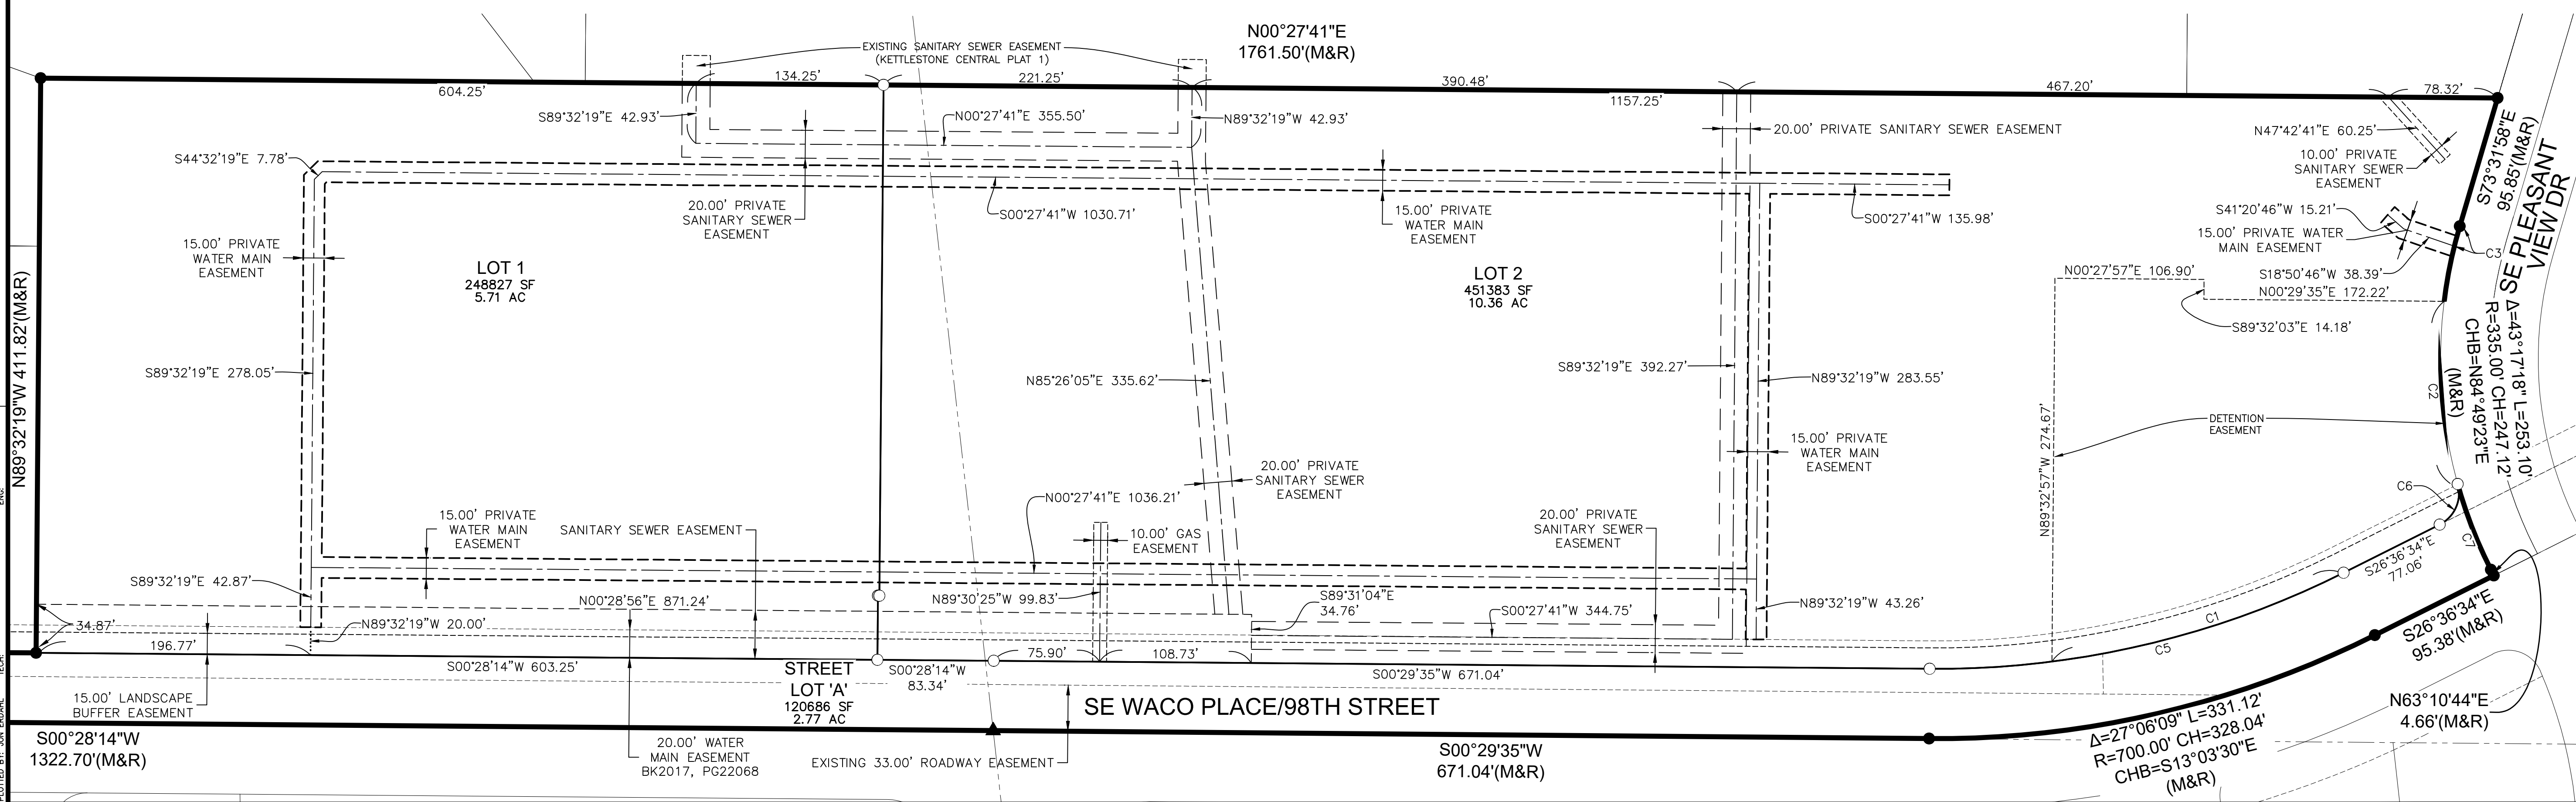 N00°27'41"E
1761.50'(M&R)
EXISTING SANITARY SEWER EASEMENT
(KETTLESTONE CENTRAL PLAT 1)
134.25'
221.25'
390.48'
467.20'
78.32'
604.25'
1157.25'
S89°32'19"E 42.93'
N00°27'41"E 355.50'
N89°32'19"W 42.93'
20.00' PRIVATE SANITARY SEWER EASEMENT
N47°42'41"E 60.25'
10.00' PRIVATE
SANITARY SEWER
EASEMENT
S73°31'58"E
95.85'(M&R)
SE PLEASANT
VIEW DR
S44°32'19"E 7.78'
20.00' PRIVATE
SANITARY SEWER
EASEMENT
S00°27'41"W 1030.71'
15.00' PRIVATE
WATER MAIN
EASEMENT
S00°27'41"W 135.98'
S41°20'46"W 15.21'
15.00' PRIVATE WATER
MAIN EASEMENT
C3
S18°50'46"W 38.39'
15.00' PRIVATE
WATER MAIN
EASEMENT
LOT 1
248827 SF
5.71 AC
LOT 2
451383 SF
10.36 AC
N00°27'57"E 106.90'
N00°29'35"E 172.22'
S89°32'03"E 14.18'
N89°32'19"W 411.82'(M&R)
S89°32'19"E 278.05'
N85°26'05"E 335.62'
S89°32'19"E 392.27'
N89°32'19"W 283.55'
Δ=43°17'18" L=253.10'
R=335.00' CH=247.12'
CHB=N84°49'23"E
(M&R)
C2
DETENTION
EASEMENT
N89°32'57"W 274.67'
15.00' PRIVATE
WATER MAIN
EASEMENT
20.00' PRIVATE
SANITARY SEWER
EASEMENT
N00°27'41"E 1036.21'
C6
C7
ENG:
15.00' PRIVATE
WATER MAIN
EASEMENT
SANITARY SEWER EASEMENT
10.00' GAS
EASEMENT
20.00' PRIVATE
SANITARY SEWER
EASEMENT
S26°36'34"E
77.06'
S89°32'19"E 42.87'
N00°28'56"E 871.24'
N89°30'25"W 99.83'
S89°31'04"E
34.76'
S00°27'41"W 344.75'
N89°32'19"W 43.26'
C1
C5
S26°36'34"E
95.38'(M&R)
34.87'
N89°32'19"W 20.00'
196.77'
S00°28'14"W 603.25'
STREET
LOT 'A'
120686 SF
2.77 AC
S00°28'14"W
83.34'
75.90'
108.73'
S00°29'35"W 671.04'
TECH:
15.00' LANDSCAPE
BUFFER EASEMENT
SE WACO PLACE/98TH STREET
N63°10'44"E
4.66'(M&R)
S00°28'14"W
1322.70'(M&R)
20.00' WATER
MAIN EASEMENT
BK2017, PG22068
EXISTING 33.00' ROADWAY EASEMENT
S00°29'35"W
671.04'(M&R)
Δ=27°06'09" L=331.12'
R=700.00' CH=328.04'
CHB=S13°03'30"E
(M&R)
PLOTTED BY: JON ERDAHL